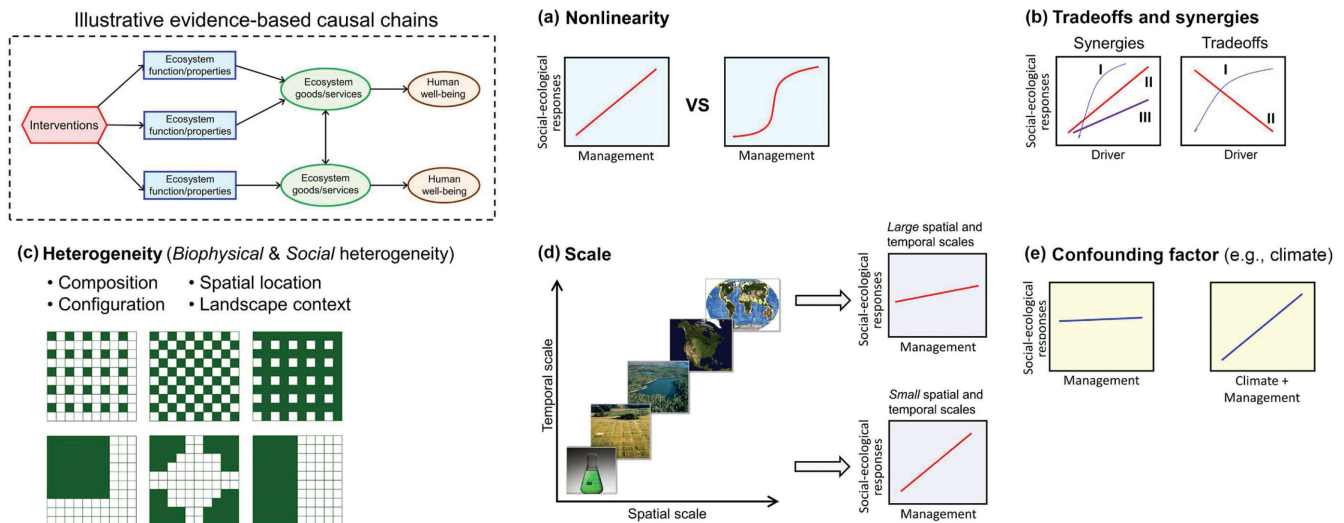 Illustrative evidence-based causal chains
Interventions
Ecosystem
function/properties
Ecosystem
function/properties
Ecosystem
function/properties
Ecosystem
goods/services
Ecosystem
goods/services
Human
well-being
Human
well-being
(a) Nonlinearity
Social-ecological
responses
Management
VS
Management
(b) Tradeoffs and synergies
Synergies
Tradeoffs
Social-ecological
responses
I
II
III
Driver
I
II
Driver
(c) Heterogeneity (Biophysical & Social heterogeneity)
• Composition
• Configuration
• Spatial location
• Landscape context
(d) Scale
Temporal scale
Spatial scale
Large spatial and
temporal scales
Social-ecological
responses
Management
Small spatial and
temporal scales
Social-ecological
responses
Management
(e) Confounding factor (e.g., climate)
Social-ecological
responses
Management
Climate +
Management